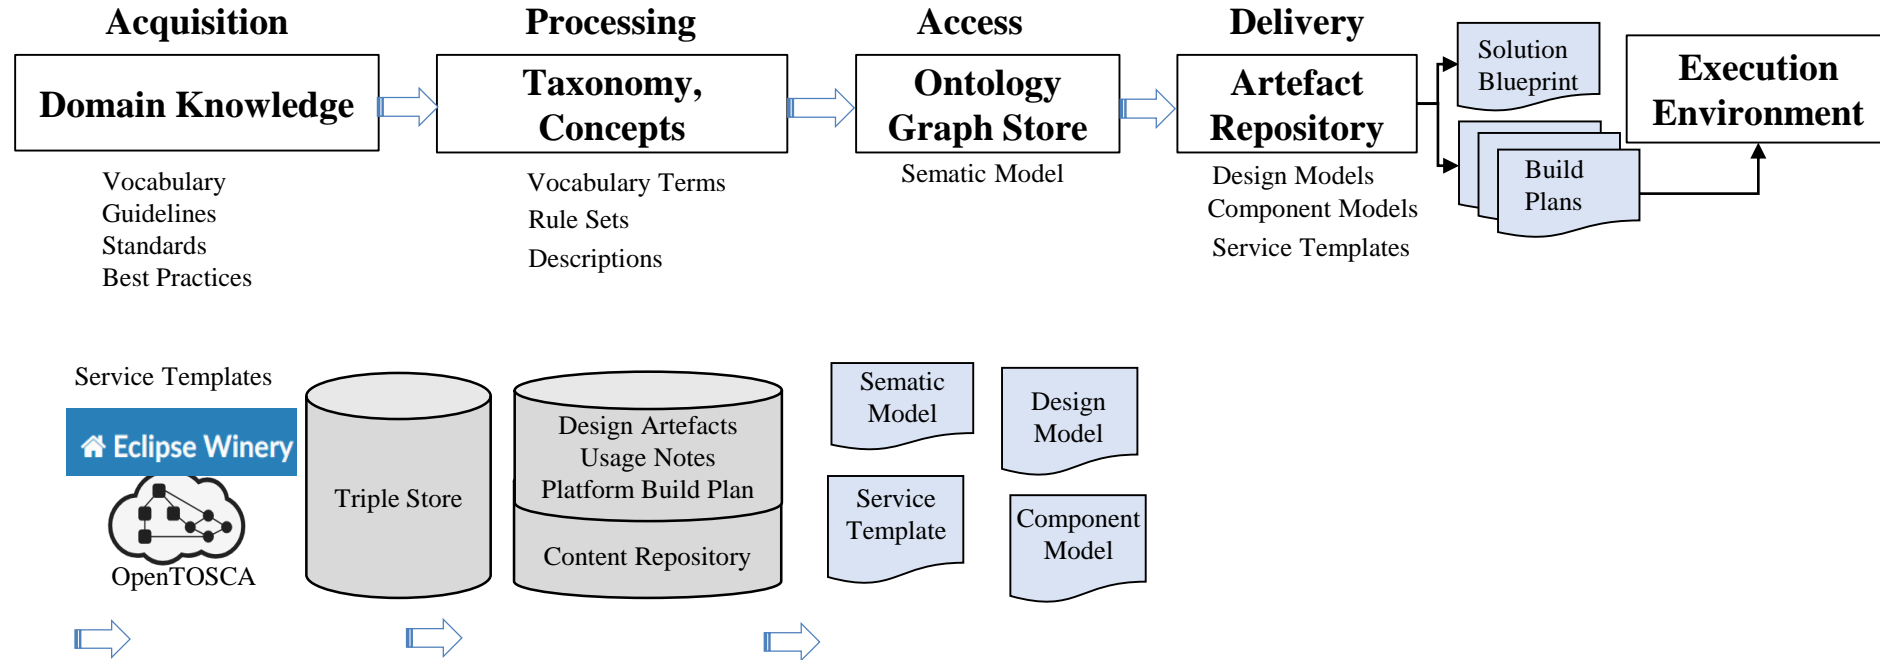 Acquisition
Processing
Access
Delivery
Domain Knowledge
Taxonomy,
Concepts
Ontology
Graph Store
Artefact
Repository
Solution
Blueprint
Execution
Environment
Build
Plans
Vocabulary
Guidelines
Standards
Best Practices
Vocabulary Terms
Rule Sets
Descriptions
Sematic Model
Design Models
Component Models
Service Templates
Service Templates
Eclipse Winery
OpenTOSCA
Triple Store
Design Artefacts
Usage Notes
Platform Build Plan
Content Repository
Sematic
Model
Design
Model
Service
Template
Component
Model